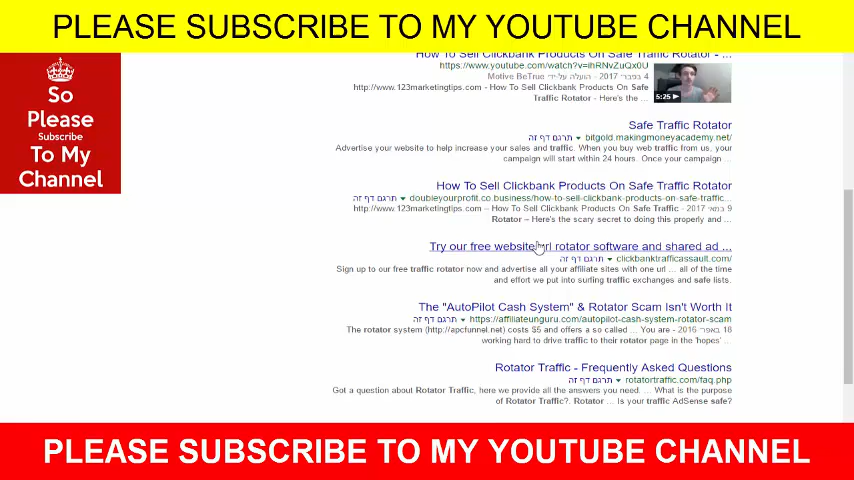 PLEASE SUBSCRIBE TO MY YOUTUBE CHANNEL
So
Please
Subscribe
To My
Channel
How To Sell Clickbank Products On Safe Traffic Rotator - ...
https://www.youtube.com/watch?v=ihRNvZuQx0U
4 בפברו׳ 2017 - הועלה על-ידי Motive BeTrue
http://www.123marketingtips.com - How To Sell Clickbank Products On Safe
Traffic Rotator - Here's the ...
5:25
Safe Traffic Rotator
bitgold.makingmoneyacademy.net/ ▼ תרגם דף זה
Advertise your website to help increase your sales and traffic. When you buy web traffic from us, your
campaign will start within 24 hours. Once your campaign ...
How To Sell Clickbank Products On Safe Traffic Rotator
doubleyourprofit.co.business/how-to-sell-clickbank-products-on-safe-traffic... ▼ תרגם דף זה
9 במאי 2017 - http://www.123marketingtips.com – How To Sell Clickbank Products On Safe Traffic
Rotator – Here's the scary secret to doing this properly and ...
Try our free website url rotator software and shared ad ...
clickbanktrafficassault.com/ ▼ תרגם דף זה
Sign up to our free traffic rotator now and advertise all your affiliate sites with one url ... all of the time
and effort we put into surfing traffic exchanges and safe lists.
The "AutoPilot Cash System" & Rotator Scam Isn't Worth It
https://affiliateunguru.com/autopilot-cash-system-rotator-scam ▼ תרגם דף זה
18 באפר׳ 2016 - The rotator system (http://apcfunnel.net) costs $5 and offers a so called ... You are
working hard to drive traffic to their rotator page in the 'hopes' ...
Rotator Traffic - Frequently Asked Questions
rotatortraffic.com/faq.php ▼ תרגם דף זה
Got a question about Rotator Traffic, here we provide all the answers you need. ... What is the purpose
of Rotator Traffic?. Rotator ... Is your traffic AdSense safe?
PLEASE SUBSCRIBE TO MY YOUTUBE CHANNEL